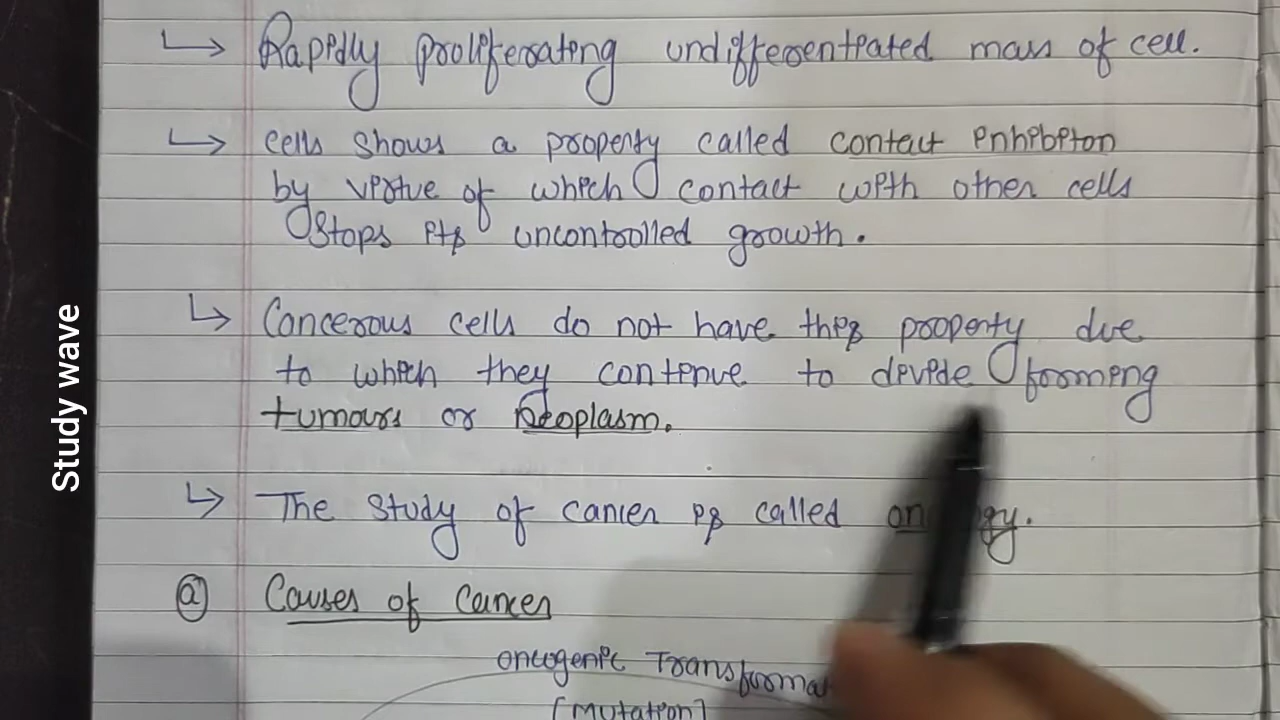 ↳ Rapidly proliferating undifferentiated mass of cell.
↳ cells shows a property called contact inhibition
by virtue of which contact with other cells
stops its uncontrolled growth.
↳ Cancerous cells do not have this property due
to which they continue to divide forming
tumours or Neoplasm.
↳ The study of cancer is called
ⓐ Causes of Cancer
oncogenic
[Mutation]
Study wave